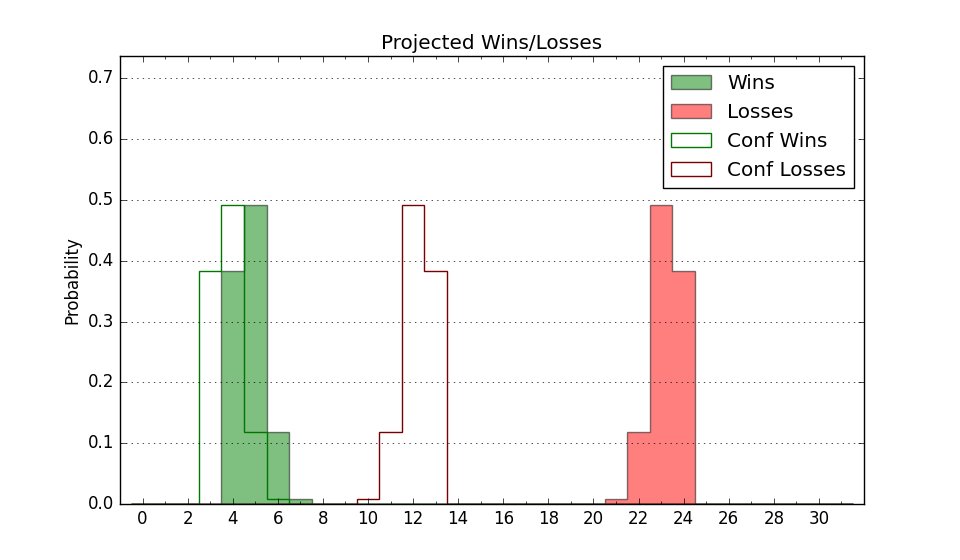 Projected Wins/Losses
Probability
0.7
0.6
0.5
0.4
0.3
0.2
0.1
0.0
Wins
Losses
Conf Wins
Conf Losses
0 2 4 6 8 10 12 14 16 18 20 22 24 26 28 30